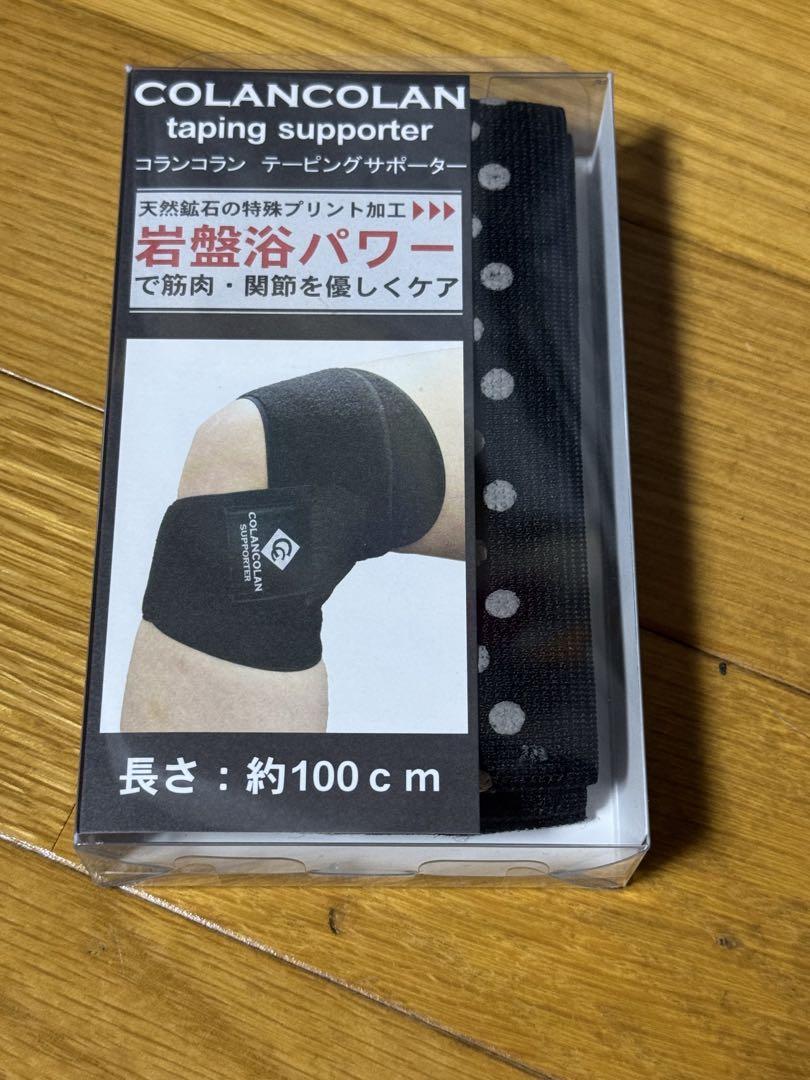 COLANCOLAN
taping supporter
コランコラン テーピングサポーター
天然鉱石の特殊プリント加工▶▶▶
岩盤浴パワー
で筋肉・関節を優しくケア
COLANCOLAN
SUPPORTER
長さ：約100ｃｍ